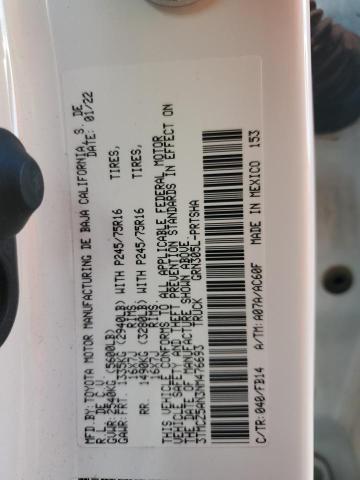 MFD.BY: TOYOTA MOTOR MANUFACTURING DE BAJA CALIFORNIA, S. DE
R. L. DE C.V. DATE: 01/22
GVWR: 2540KG (5600LB)
GAWR: FR. 1335KG (2940LB) WITH P245/75R16 TIRES,
16x7J RIMS,
RR. 1490KG (3280LB) WITH P245/75R16 TIRES,
16x7J RIMS,
THIS VEHICLE CONFORMS TO ALL APPLICABLE FEDERAL MOTOR
VEHICLE SAFETY AND THEFT PREVENTION STANDARDS IN EFFECT ON
THE DATE OF MANUFACTURE SHOWN ABOVE.
3TMCZ5AN3NM476693 TRUCK GRN305L-PRTSHA
C/TR: 040/FB14 A/TM: A07A/AC60F MADE IN MEXICO 153